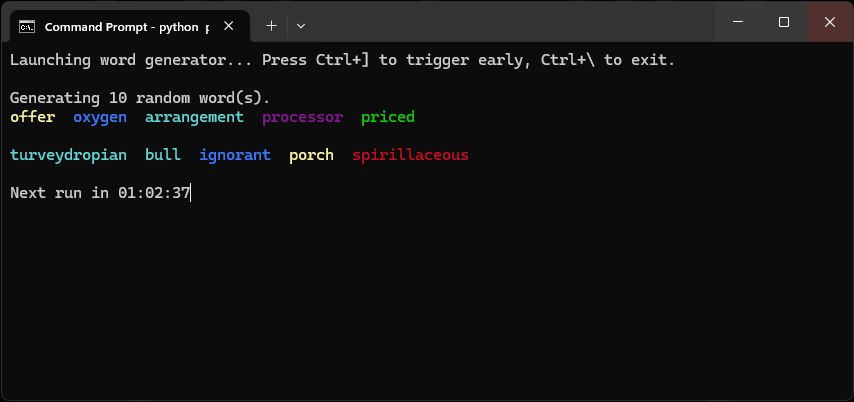 Command Prompt - python p
Launching word generator... Press Ctrl+] to trigger early, Ctrl+\ to exit.
Generating 10 random word(s).
offer oxygen arrangement processor priced
turveydropian bull ignorant porch spirillaceous
Next run in 01:02:37